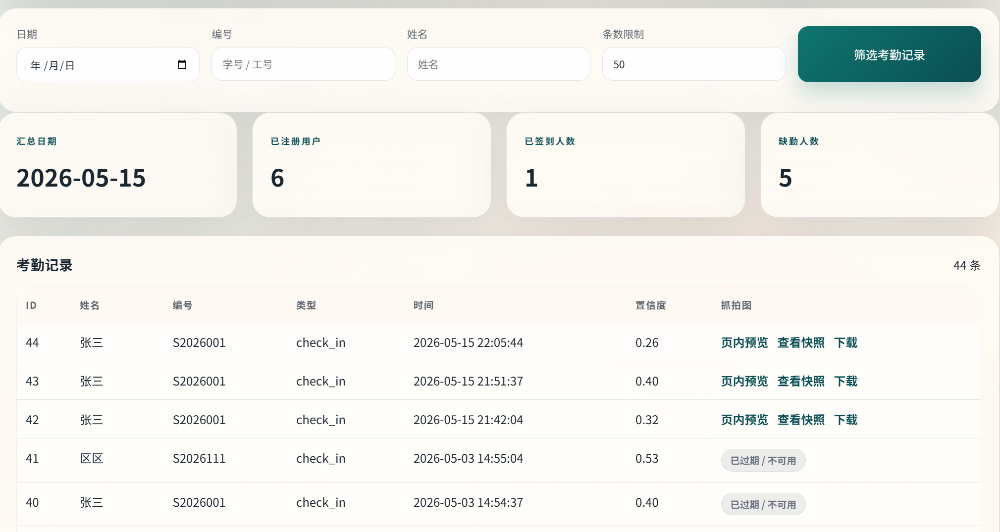 日期 编号 姓名 条数限制
年 /月/日 学号 / 工号 姓名 50 筛选考勤记录
汇总日期 已注册用户 已签到人数 缺勤人数
2026-05-15 6 1 5
考勤记录 44 条
ID 姓名 编号 类型 时间 置信度 抓拍图
44 张三 S2026001 check_in 2026-05-15 22:05:44 0.26 页内预览 查看快照 下载
43 张三 S2026001 check_in 2026-05-15 21:51:37 0.40 页内预览 查看快照 下载
42 张三 S2026001 check_in 2026-05-15 21:42:04 0.32 页内预览 查看快照 下载
41 区区 S2026111 check_in 2026-05-03 14:55:04 0.53 已过期 / 不可用
40 张三 S2026001 check_in 2026-05-03 14:54:37 0.40 已过期 / 不可用